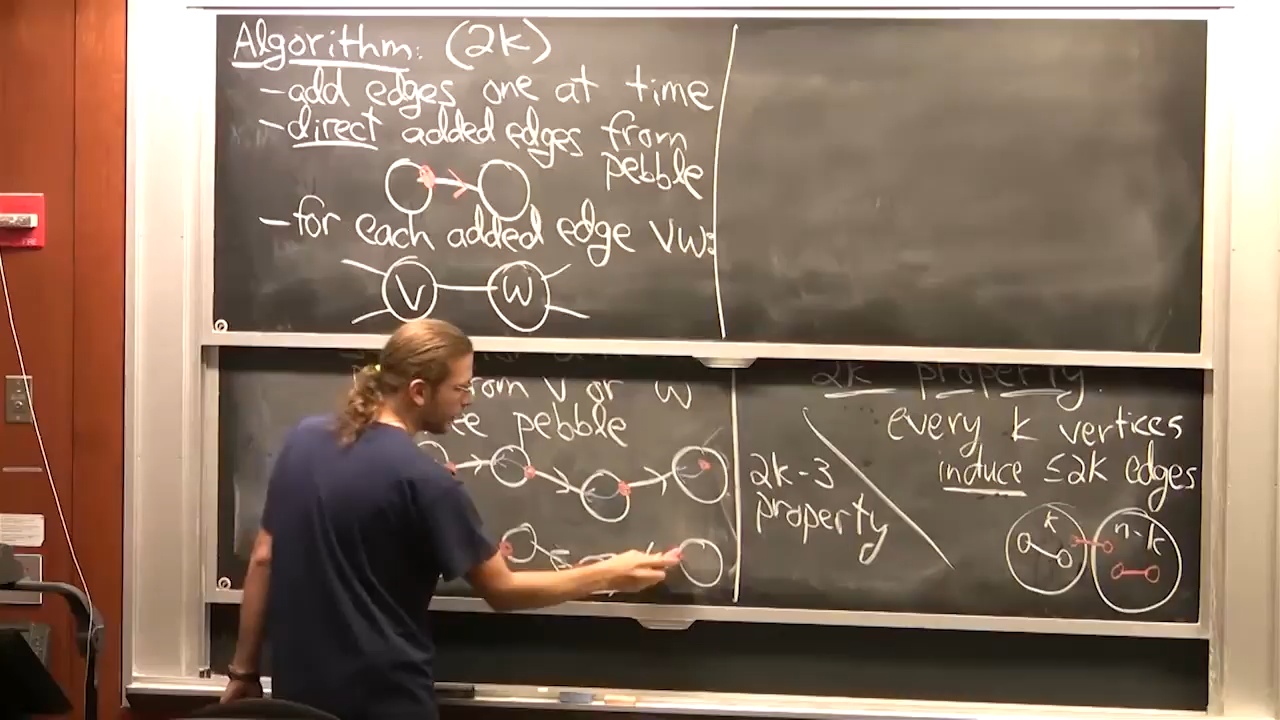 Algorithm: (2k)
-add edges one at time
-direct added edges from
pebble
-for each added edge vw:
V W
from v or w
pebble
2k property:
every k vertices
induce ≤2k edges
2k-3
property
k n-k
FIRE